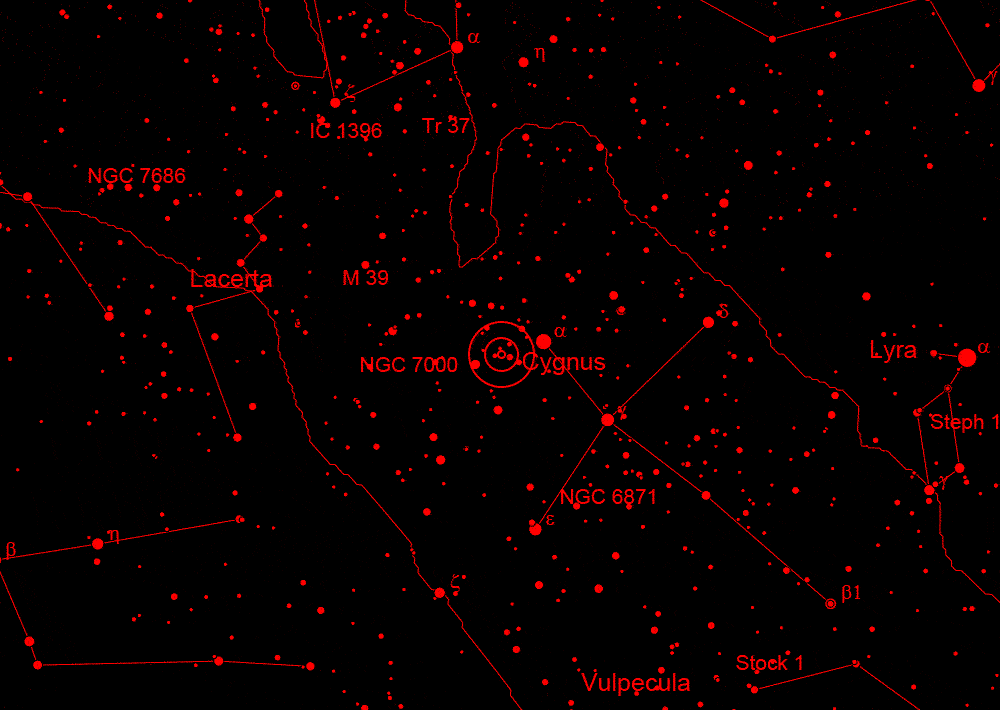 α
η
γ
ξ
IC 1396
Tr 37
NGC 7686
M 39
Lacerta
δ
α
Cygnus
NGC 7000
Lyra
α
γ
Steph 1
γ
NGC 6871
ε
η
β
ζ
β1
Stock 1
Vulpecula